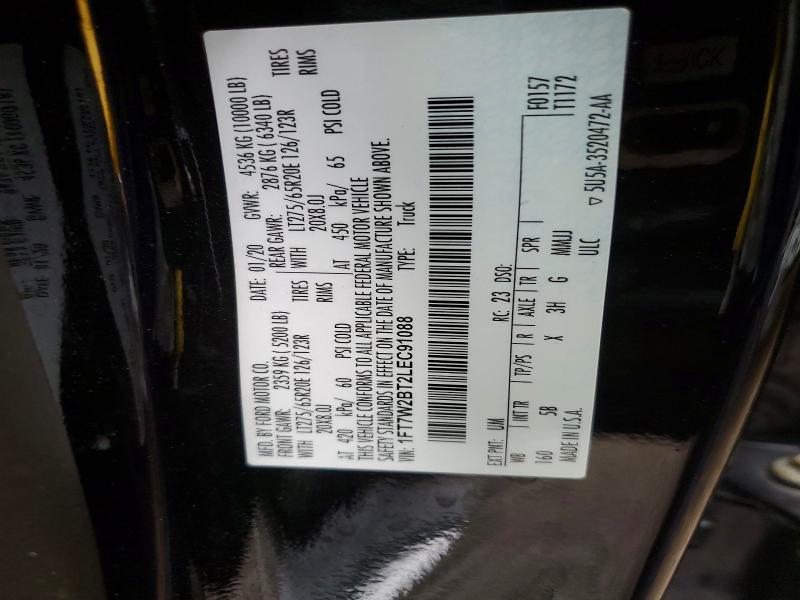 MFD. BY FORD MOTOR CO.
DATE: 01/20 GVWR: 4536 KG (10000 LB)
FRONT GAWR: 2359 KG ( 5200 LB) REAR GAWR: 2876 KG ( 6340 LB)
WITH LT275/65R20E 126/123R TIRES WITH LT275/65R20E 126/123R TIRES
20X8.0J RIMS 20X8.0J RIMS
AT 420 kPa/ 60 PSI COLD AT 450 kPa/ 65 PSI COLD
THIS VEHICLE CONFORMS TO ALL APPLICABLE FEDERAL MOTOR VEHICLE
SAFETY STANDARDS IN EFFECT ON THE DATE OF MANUFACTURE SHOWN ABOVE.
VIN: 1FT7W2BT2LEC91088 TYPE: Truck
EXT PNT: UM RC: 23 DSO: F0157
WB INT TR TP/PS R AXLE TR SPR T1172
160 5B X 3H G MMUJ
ULC
MADE IN U.S.A. ▽ 5U5A-3520472-AA